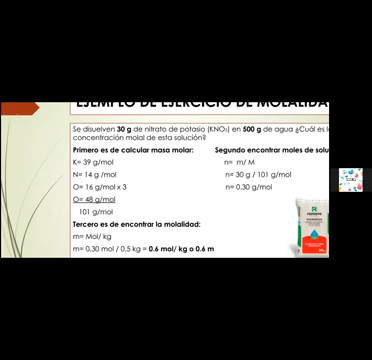 EJEMPLO DE EJERCICIO DE MOLALIDA
Se disuelven 30 g de nitrato de potasio (KNO₃) en 500 g de agua ¿Cuál es l
concentración molal de esta solución?
Primero es de calcular masa molar:
K= 39 g/mol
N= 14 g /mol
O= 16 g/mol x 3
O= 48 g/mol
101 g/mol
Segundo encontrar moles de solu
n= m/ M
n= 30 g / 101 g/mol
n= 0.30 g/mol
Tercero es de encontrar la molalidad:
m= Mol/ kg
m= 0.30 mol / 0.5 kg = 0.6 mol/ kg o 0.6 m